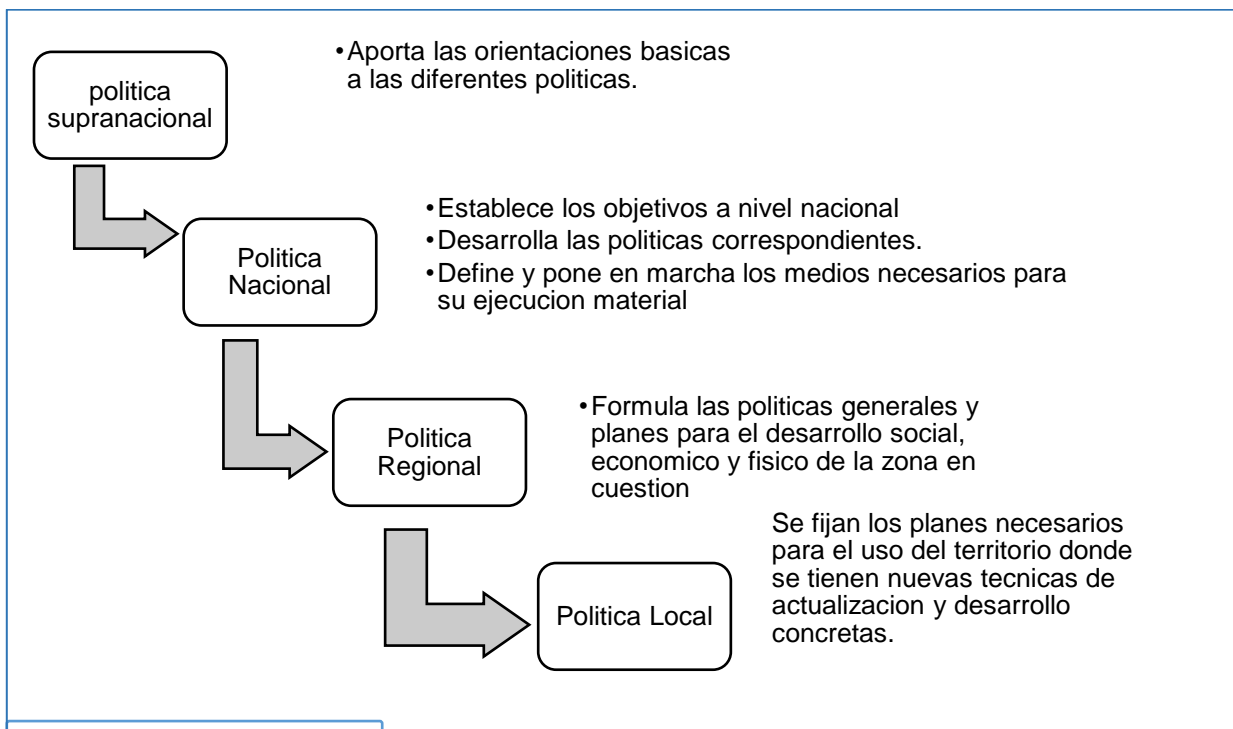 politica
supranacional
•Aporta las orientaciones basicas
a las diferentes politicas.
Politica
Nacional
•Establece los objetivos a nivel nacional
•Desarrolla las politicas correspondientes.
•Define y pone en marcha los medios necesarios para
su ejecucion material
Politica
Regional
•Formula las politicas generales y
planes para el desarrollo social,
economico y fisico de la zona en
cuestion
Politica Local
Se fijan los planes necesarios
para el uso del territorio donde
se tienen nuevas tecnicas de
actualizacion y desarrollo
concretas.